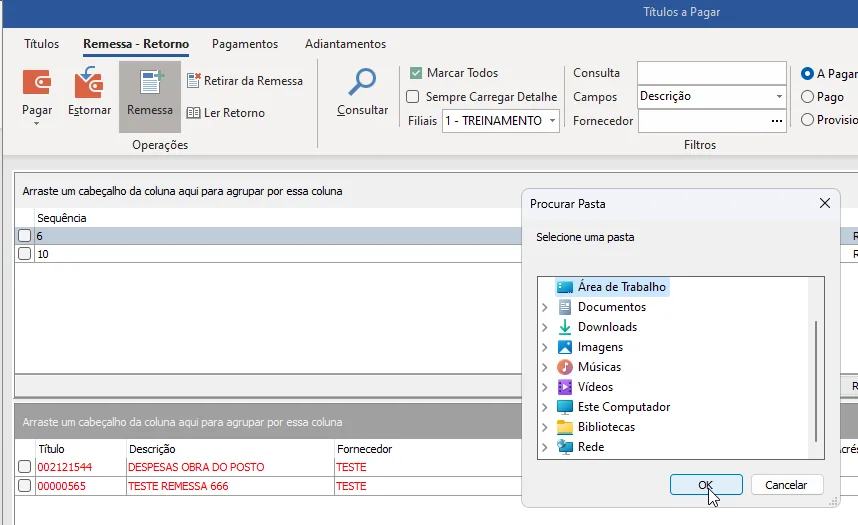 Títulos a Pagar
Títulos Remessa - Retorno Pagamentos Adiantamentos
Pagar
Estornar
Remessa
Retirar da Remessa
Ler Retorno
Operações
Consultar
Marcar Todos
Sempre Carregar Detalhe
Filiais 1 - TREINAMENTO
Consulta
Campos Descrição
Fornecedor ...
A Pagar
Pago
Provisio
Filtros
Arraste um cabeçalho da coluna aqui para agrupar por essa coluna
Sequência
6
10
Procurar Pasta
Selecione uma pasta
Área de Trabalho
Documentos
Downloads
Imagens
Músicas
Vídeos
Este Computador
Bibliotecas
Rede
OK Cancelar
Arraste um cabeçalho da coluna aqui para agrupar por essa coluna
Título Descrição Fornecedor
002121544 DESPESAS OBRA DO POSTO TESTE
00000565 TESTE REMESSA 666 TESTE